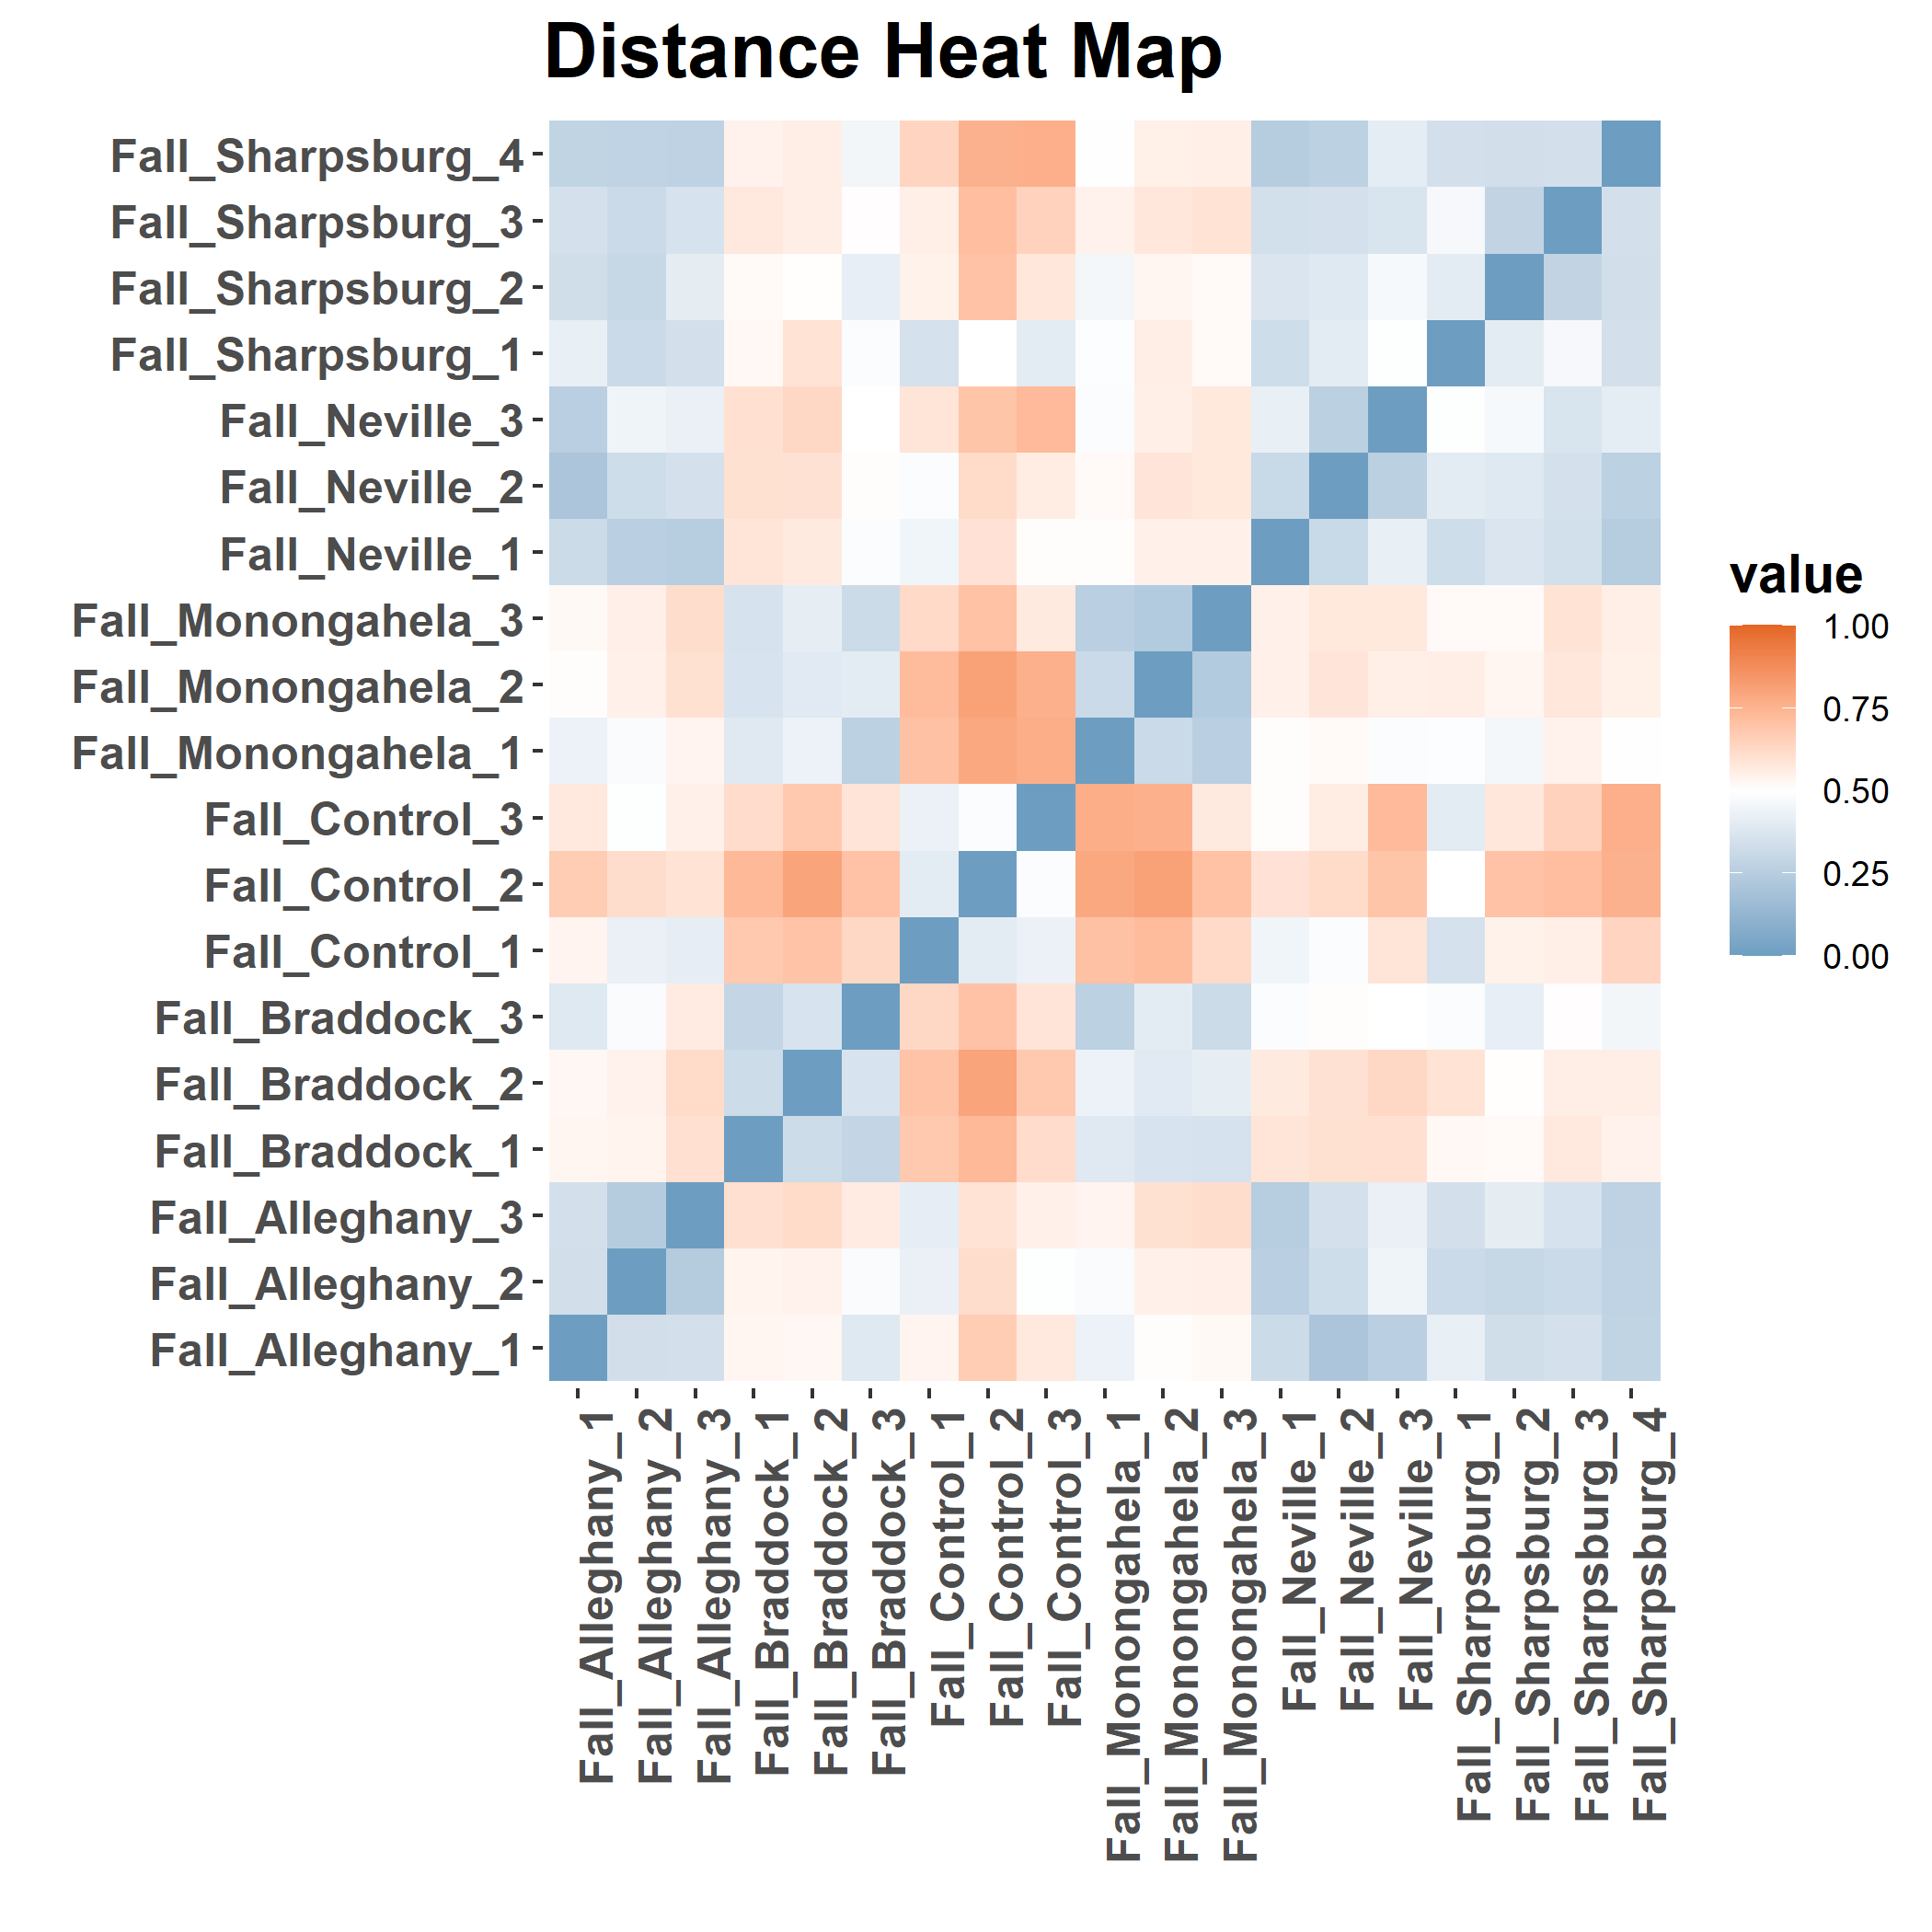 Distance Heat Map
Fall_Sharpsburg_4
Fall_Sharpsburg_3
Fall_Sharpsburg_2
Fall_Sharpsburg_1
Fall_Neville_3
Fall_Neville_2
Fall_Neville_1
Fall_Monongahela_3
Fall_Monongahela_2
Fall_Monongahela_1
Fall_Control_3
Fall_Control_2
Fall_Control_1
Fall_Braddock_3
Fall_Braddock_2
Fall_Braddock_1
Fall_Alleghany_3
Fall_Alleghany_2
Fall_Alleghany_1
Fall_Alleghany_1
Fall_Alleghany_2
Fall_Alleghany_3
Fall_Braddock_1
Fall_Braddock_2
Fall_Braddock_3
Fall_Control_1
Fall_Control_2
Fall_Control_3
Fall_Monongahela_1
Fall_Monongahela_2
Fall_Monongahela_3
Fall_Neville_1
Fall_Neville_2
Fall_Neville_3
Fall_Sharpsburg_1
Fall_Sharpsburg_2
Fall_Sharpsburg_3
Fall_Sharpsburg_4
value
1.00
0.75
0.50
0.25
0.00